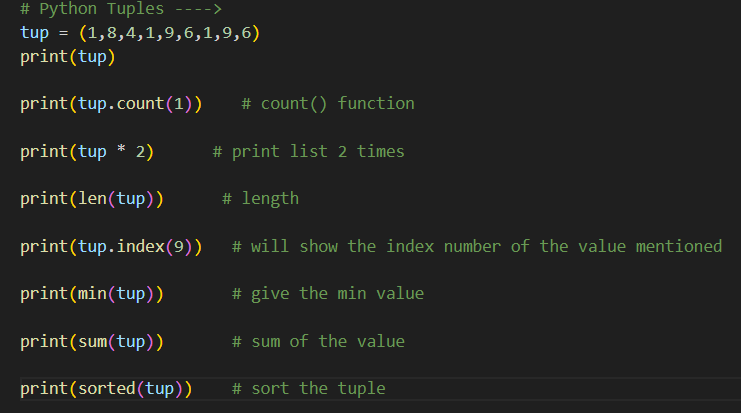 # Python Tuples ---->
tup = (1,8,4,1,9,6,1,9,6)
print(tup)
print(tup.count(1))    # count() function
print(tup * 2)      # print list 2 times
print(len(tup))      # length
print(tup.index(9))   # will show the index number of the value mentioned
print(min(tup))       # give the min value
print(sum(tup))       # sum of the value
print(sorted(tup))    # sort the tuple